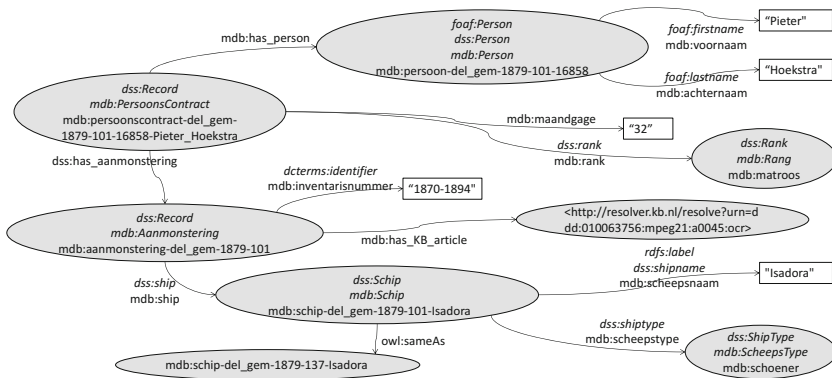 foaf:Person
dss:Person
mdb:Person
mdb:persoon-del_gem-1879-101-16858
mdb:has_person
foaf:firstname
mdb:voornaam
“Pieter"
foaf:lastname
mdb:achternaam
“Hoekstra”
dss:Record
mdb:PersoonsContract
mdb:persoonscontract-del_gem-
1879-101-16858-Pieter_Hoekstra
mdb:maandgage
“32”
dss:rank
mdb:rank
dss:Rank
mdb:Rang
mdb:matroos
dss:has_aanmonstering
dcterms:identifier
mdb:inventarisnummer
“1870-1894"
dss:Record
mdb:Aanmonstering
mdb:aanmonstering-del_gem-1879-101
mdb:has_KB_article
<http://resolver.kb.nl/resolve?urn=d
dd:010063756:mpeg21:a0045:ocr>
dss:ship
mdb:ship
dss:Schip
mdb:Schip
mdb:schip-del_gem-1879-101-Isadora
rdfs:label
dss:shipname
mdb:scheepsnaam
"Isadora"
dss:shiptype
mdb:scheepstype
dss:ShipType
mdb:ScheepsType
mdb:schoener
owl:sameAs
mdb:schip-del_gem-1879-137-Isadora